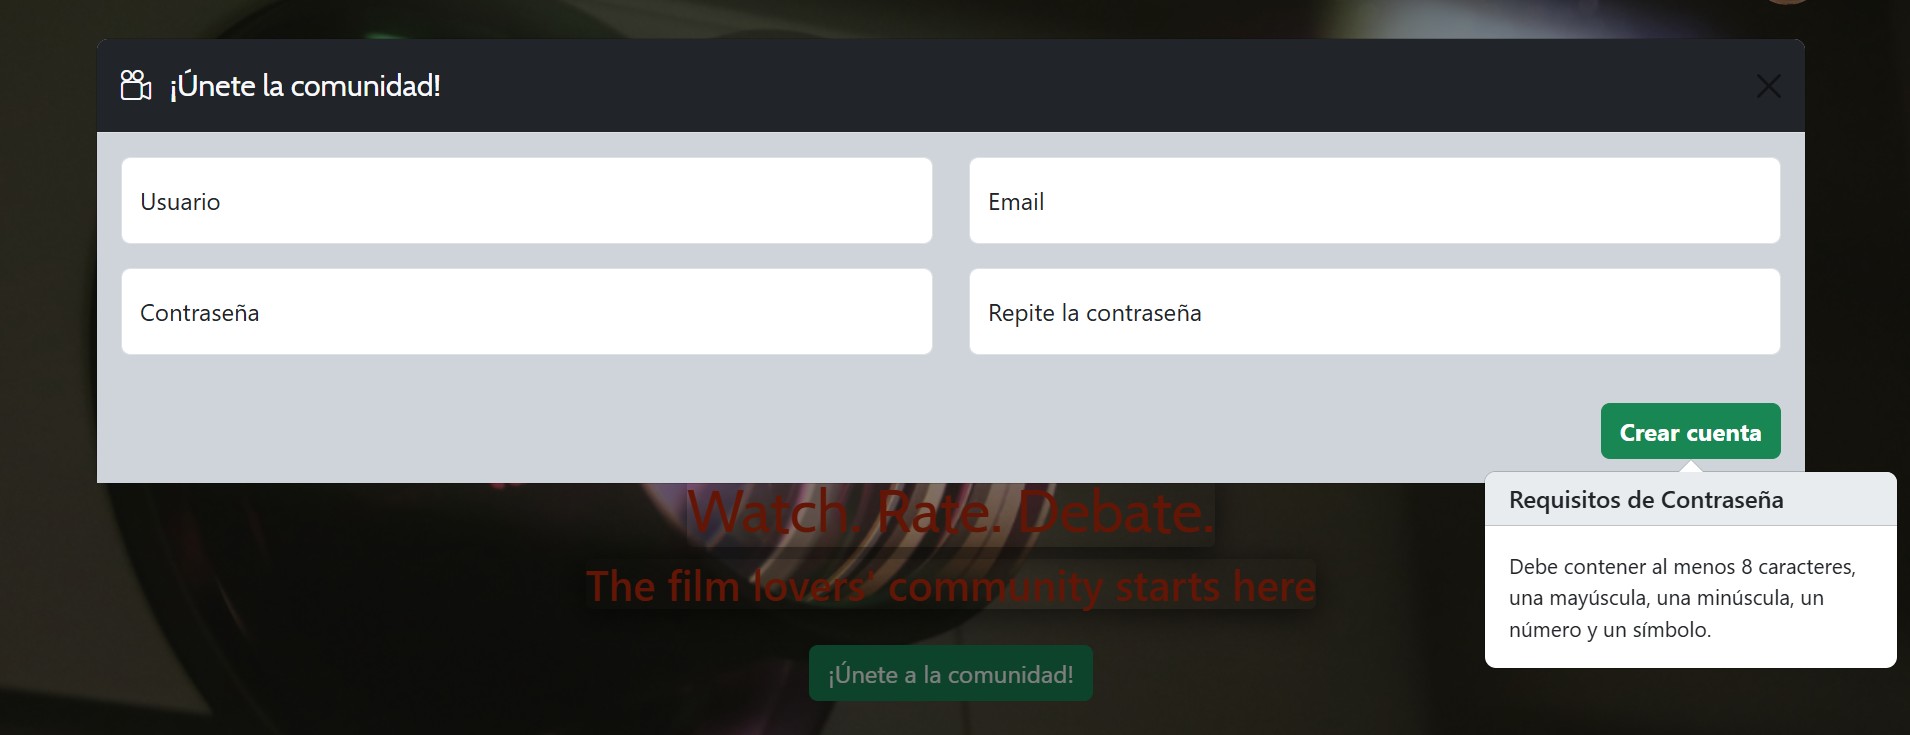 ¡Únete la comunidad!
Usuario
Email
Contraseña
Repite la contraseña
Crear cuenta
Requisitos de Contraseña
Debe contener al menos 8 caracteres,
una mayúscula, una minúscula, un
número y un símbolo.
Watch. Rate. Debate.
The film lovers' community starts here
¡Únete a la comunidad!